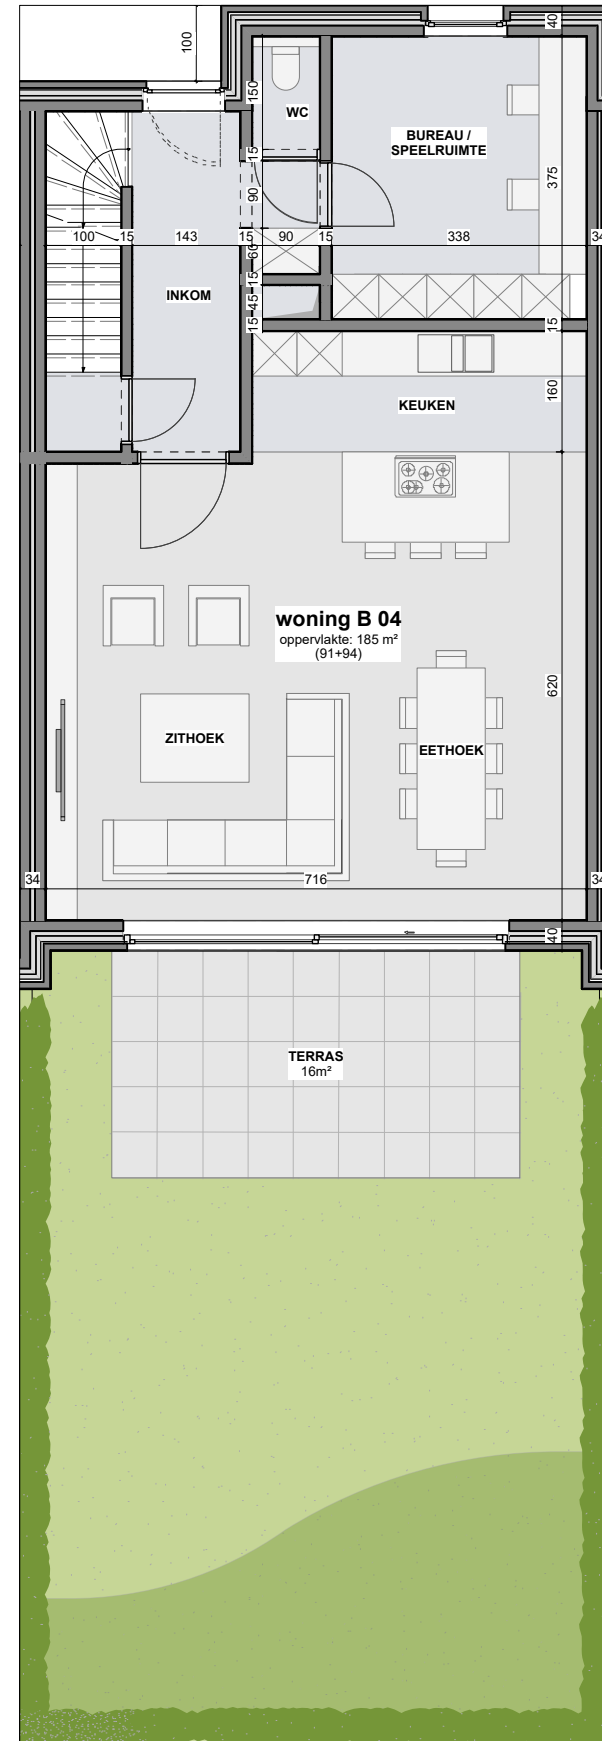 40
100
150
WC
BUREAU /
SPEELRUIMTE
15
375
90
100
15
143
15
90
15
338
34
60
INKOM
15
45
15
15
160
KEUKEN
woning B 04
oppervlakte: 185 m²
(91+94)
620
ZITHOEK
EETHOEK
34
716
34
40
TERRAS
16m²